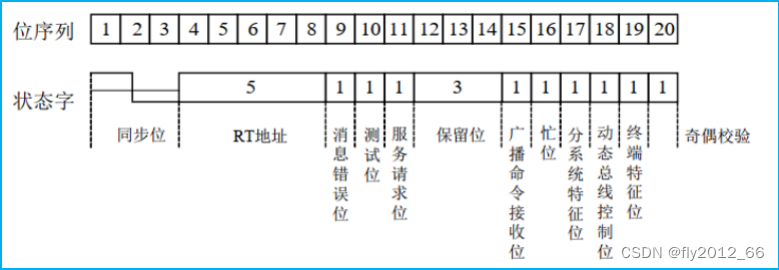 位序列 1 2 3 4 5 6 7 8 9 10 11 12 13 14 15 16 17 18 19 20
状态字 5 1 1 1 3 1 1 1 1 1 1
同步位 RT地址 消息错误位 测试位 服务请求位 保留位 广播命令接收位 忙位 分系统特征位 动态总线控制位 终端特征位 奇偶校验
CSDN @fly2012_66